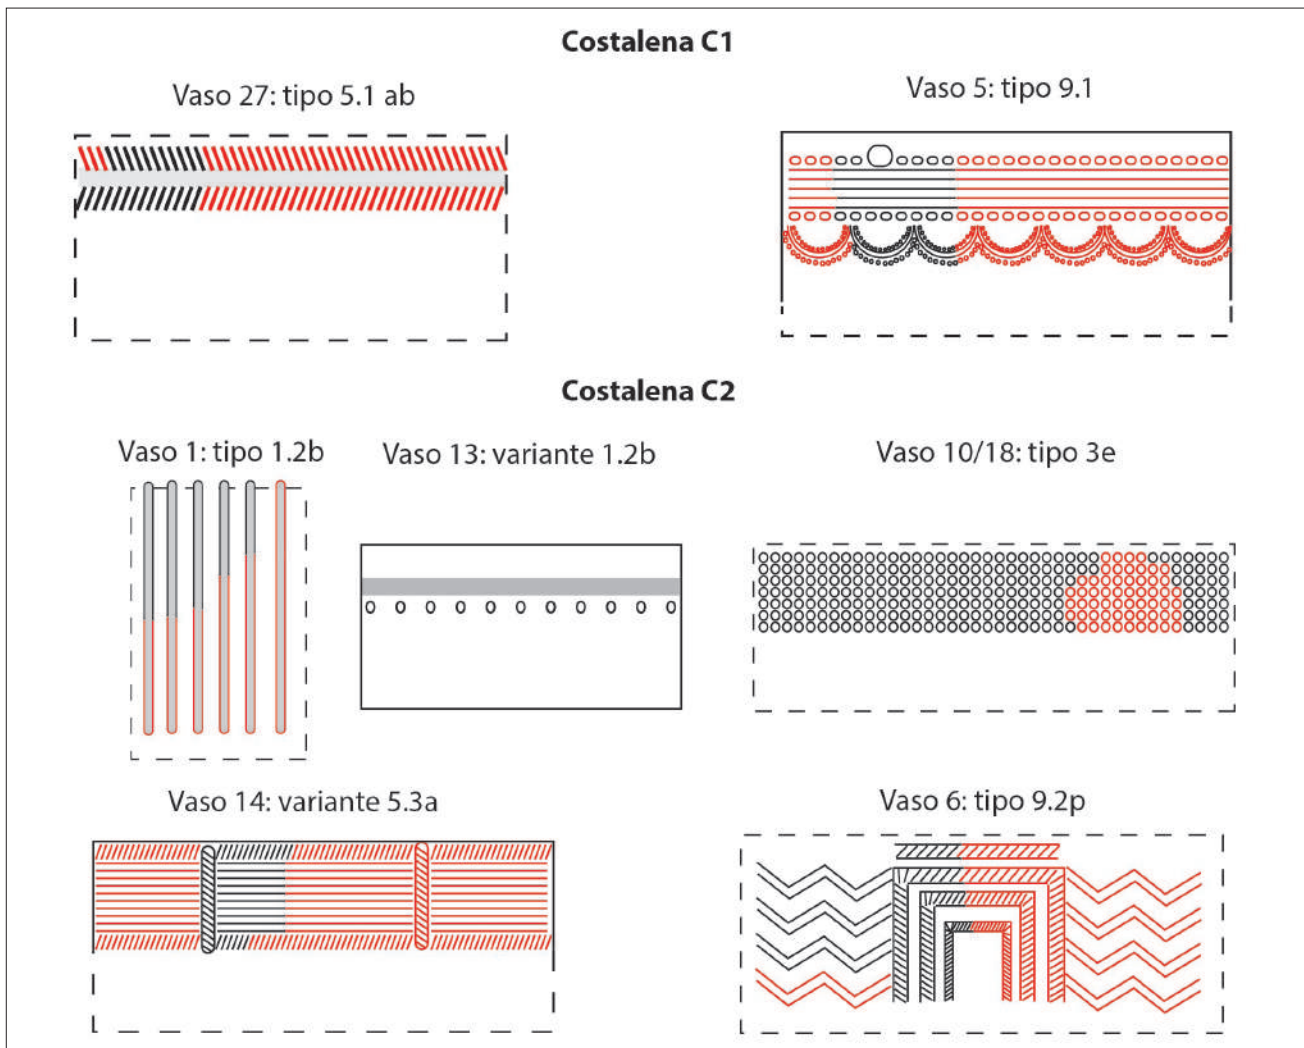 Costalena C1
Vaso 27: tipo 5.1 ab
Vaso 5: tipo 9.1
Costalena C2
Vaso 1: tipo 1.2b
Vaso 13: variante 1.2b
Vaso 10/18: tipo 3e
Vaso 14: variante 5.3a
Vaso 6: tipo 9.2p